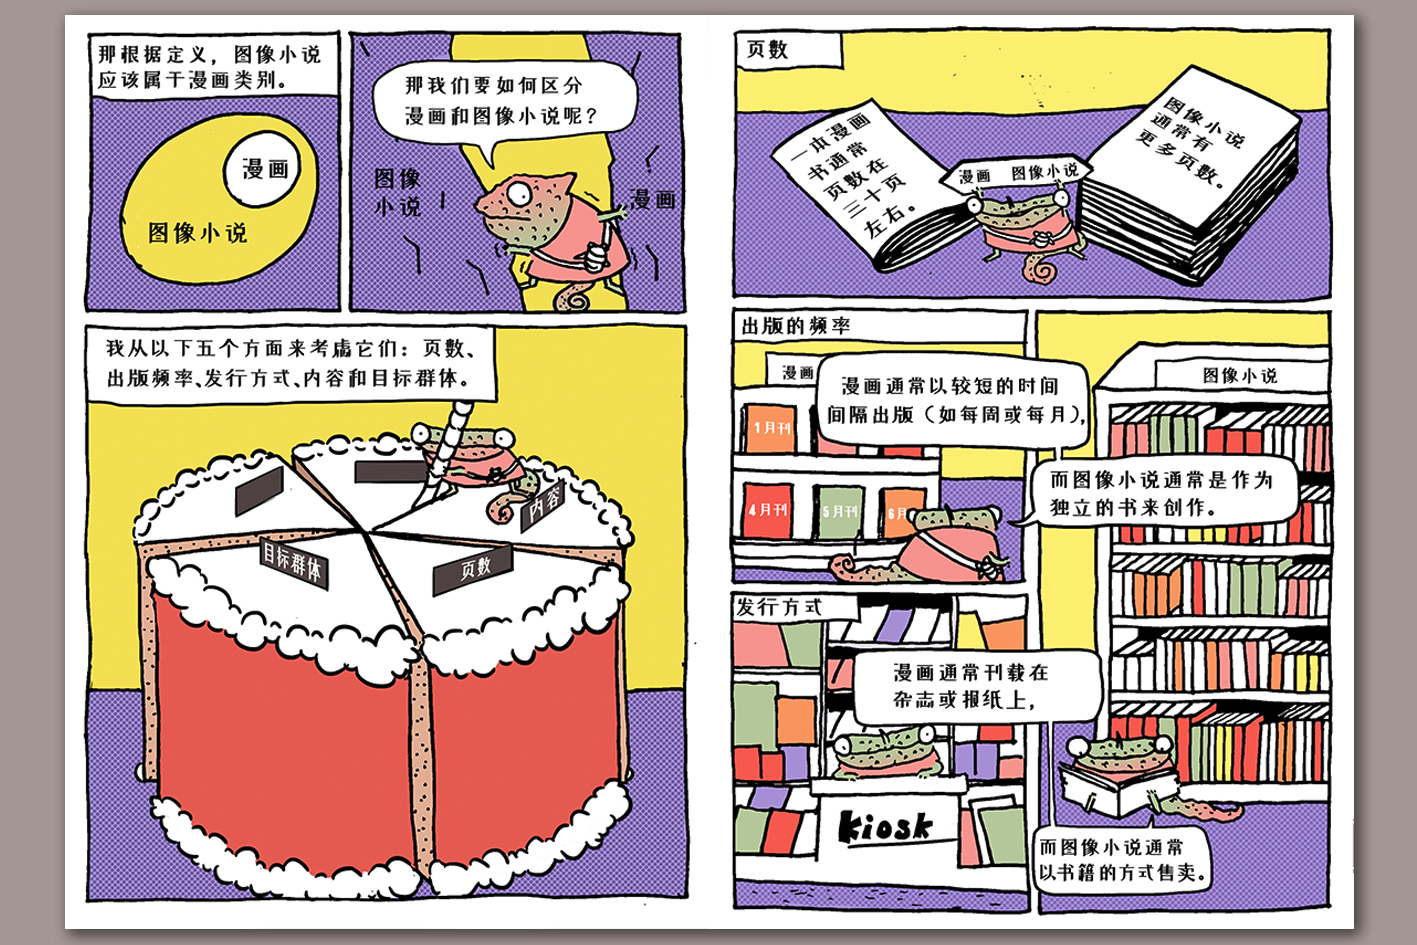 那根据定义，图像小说
应该属于漫画类别。
漫画
图像小说
那我们要如何区分
漫画和图像小说呢？
图像
小说
漫画
我从以下五个方面来考虑它们：页数、
出版频率、发行方式、内容和目标群体。
内容
目标群体
页数
页数
一本漫画
书通常
页数在
三十页
左右。
漫画 图像小说
图像小说
通常有
更多页数。
出版的频率
漫画
漫画通常以较短的时间
间隔出版（如每周或每月），
1月刊
4月刊
5月刊
6月
图像小说
而图像小说通常是作为
独立的书来创作。
发行方式
漫画通常刊载在
杂志或报纸上，
kiosk
而图像小说通常
以书籍的方式售卖。